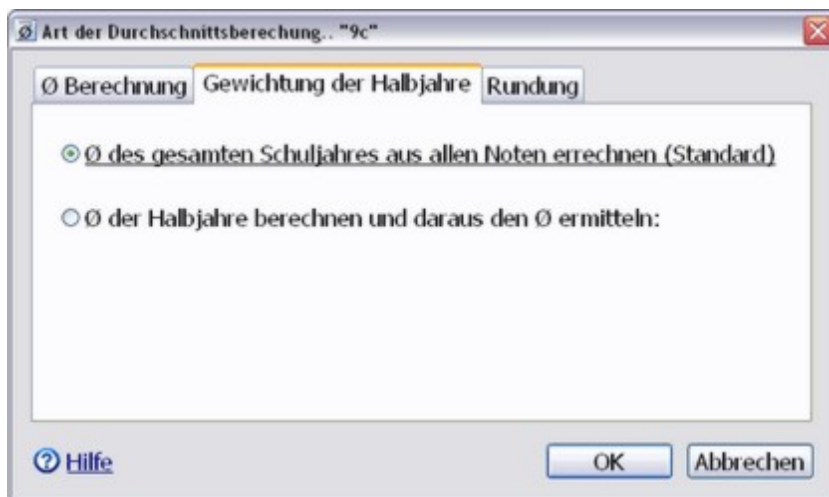 Ø Art der Durchschnittsberechung.. "9c"
Ø Berechnung Gewichtung der Halbjahre Rundung
Ø des gesamten Schuljahres aus allen Noten errechnen (Standard)
Ø der Halbjahre berechnen und daraus den Ø ermitteln:
? Hilfe OK Abbrechen